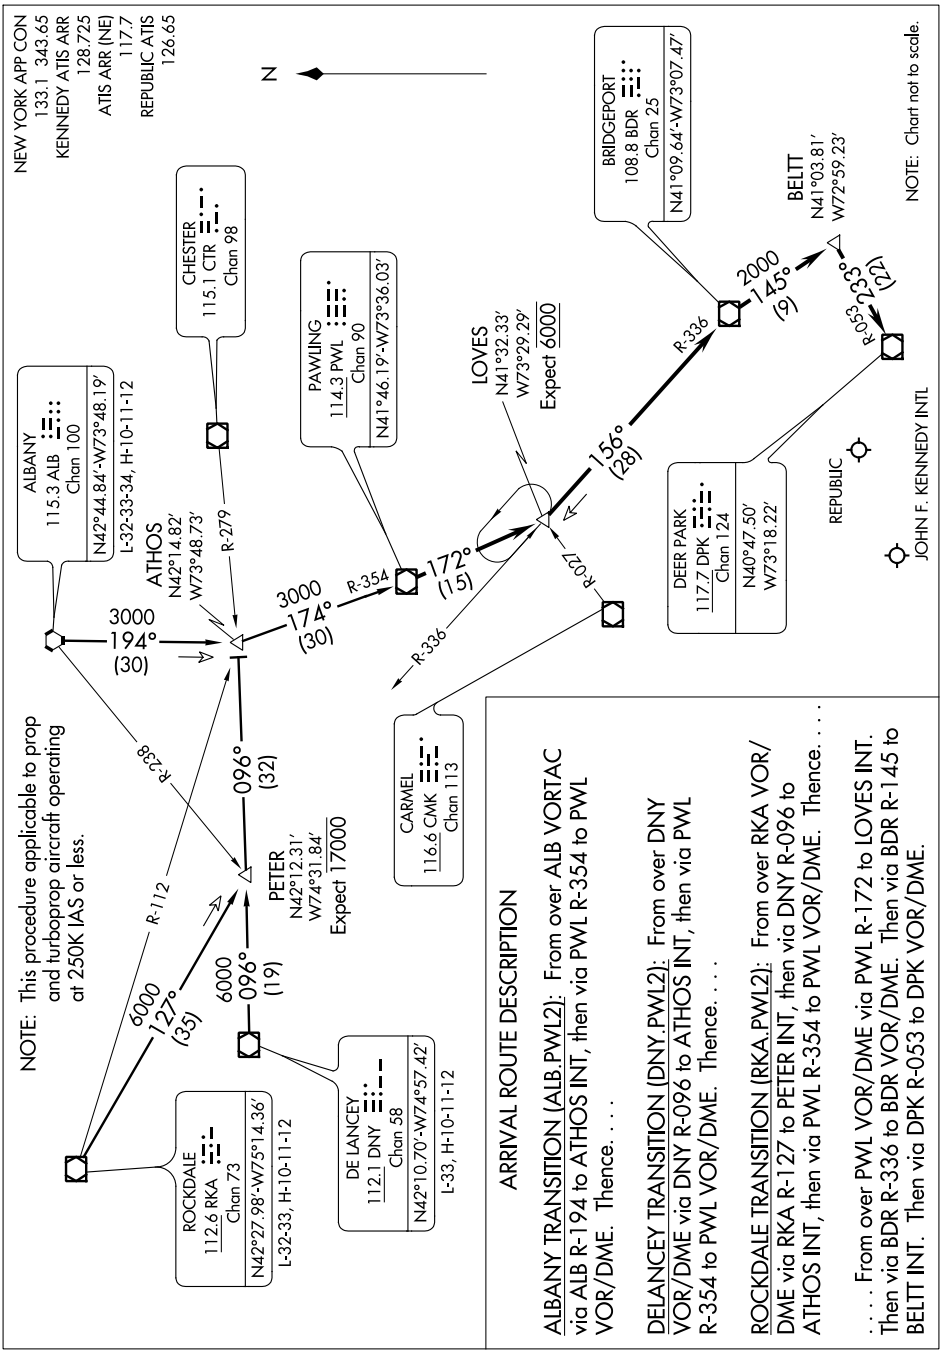 NEW YORK APP CON
133.1 343.65
KENNEDY ATIS ARR
128.725
ATIS ARR (NE)
117.7
REPUBLIC ATIS
126.65
NOTE: This procedure applicable to prop
and turboprop aircraft operating
at 250K IAS or less.
ALBANY
115.3 ALB
Chan 100
N42°44.84'-W73°48.19'
L-32-33-34, H-10-11-12
CHESTER
115.1 CTR
Chan 98
N
ROCKDALE
112.6 RKA
Chan 73
N42°27.98'-W75°14.36'
L-32-33, H-10-11-12
6000
127°
(35)
R-112
R-238
3000
194°
(30)
ATHOS
N42°14.82'
W73°48.73'
R-279
DE LANCEY
112.1 DNY
Chan 58
N42°10.70'-W74°57.42'
L-33, H-10-11-12
6000
096°
(19)
PETER
N42°12.31'
W74°31.84'
Expect 17000
096°
(32)
3000
174°
(30)
R-354
PAWLING
114.3 PWL
Chan 90
N41°46.19'-W73°36.03'
172°
(15)
R-336
LOVES
N41°32.33'
W73°29.29'
Expect 6000
CARMEL
116.6 CMK
Chan 113
R-027
156°
(28)
R-336
BRIDGEPORT
108.8 BDR
Chan 25
N41°09.64'-W73°07.47'
2000
145°
(9)
BELTT
N41°03.81'
W72°59.23'
R-053
233°
(22)
DEER PARK
117.7 DPK
Chan 124
N40°47.50'
W73°18.22'
REPUBLIC
JOHN F. KENNEDY INTL
NOTE: Chart not to scale.
ARRIVAL ROUTE DESCRIPTION
ALBANY TRANSITION (ALB.PWL2): From over ALB VORTAC
via ALB R-194 to ATHOS INT, then via PWL R-354 to PWL
VOR/DME. Thence. . . .
DELANCEY TRANSITION (DNY.PWL2): From over DNY
VOR/DME via DNY R-096 to ATHOS INT, then via PWL
R-354 to PWL VOR/DME. Thence. . . .
ROCKDALE TRANSITION (RKA.PWL2): From over RKA VOR/
DME via RKA R-127 to PETER INT, then via DNY R-096 to
ATHOS INT, then via PWL R-354 to PWL VOR/DME. Thence. . . .
. . . . From over PWL VOR/DME via PWL R-172 to LOVES INT.
Then via BDR R-336 to BDR VOR/DME. Then via BDR R-145 to
BELTT INT. Then via DPK R-053 to DPK VOR/DME.